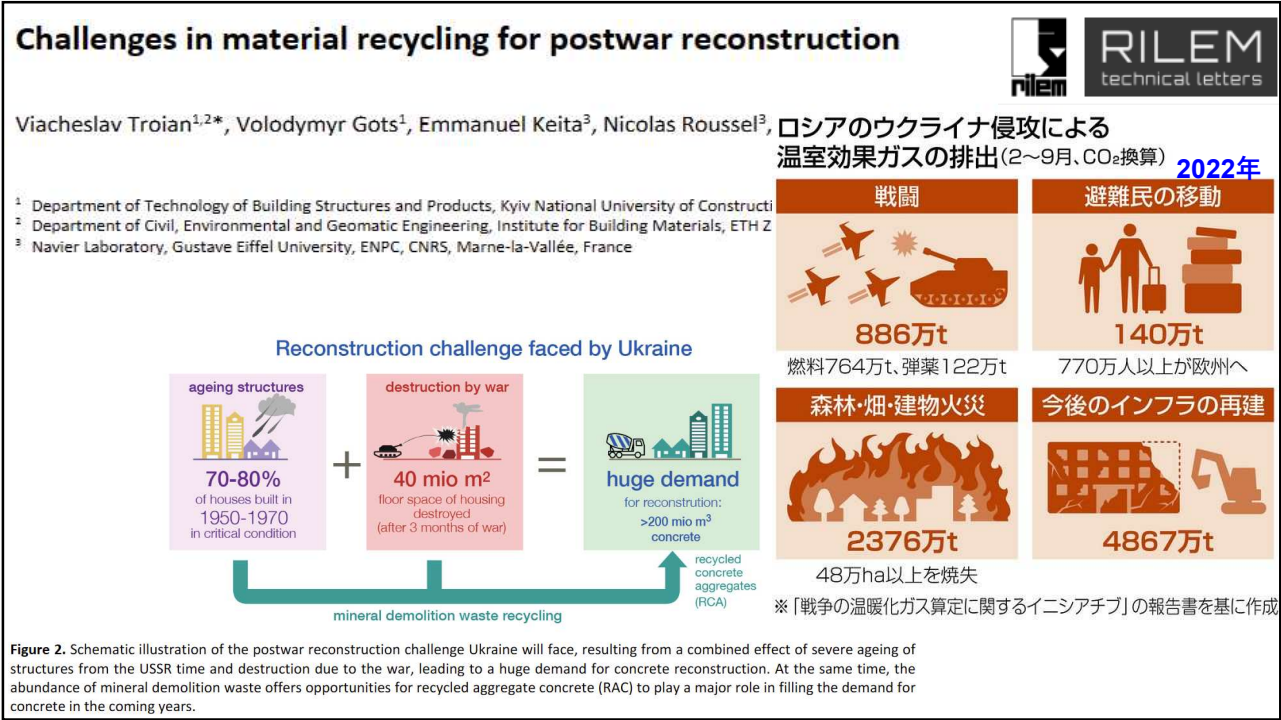 Challenges in material recycling for postwar reconstruction
rilem
RILEM
technical letters
Viacheslav Troian1,2*, Volodymyr Gots1, Emmanuel Keita3, Nicolas Roussel3,
1 Department of Technology of Building Structures and Products, Kyiv National University of Constructi
2 Department of Civil, Environmental and Geomatic Engineering, Institute for Building Materials, ETH Z
3 Navier Laboratory, Gustave Eiffel University, ENPC, CNRS, Marne-la-Vallée, France
Reconstruction challenge faced by Ukraine
ageing structures
70-80%
of houses built in
1950-1970
in critical condition
+
destruction by war
40 mio m²
floor space of housing
destroyed
(after 3 months of war)
=
huge demand
for reconstrution:
>200 mio m³
concrete
recycled
concrete
aggregates
(RCA)
mineral demolition waste recycling
ロシアのウクライナ侵攻による
温室効果ガスの排出(2〜9月、CO₂換算)
2022年
戦闘
886万t
燃料764万t、弾薬122万t
避難民の移動
140万t
770万人以上が欧州へ
森林・畑・建物火災
2376万t
48万ha以上を焼失
今後のインフラの再建
4867万t
※「戦争の温暖化ガス算定に関するイニシアチブ」の報告書を基に作成
Figure 2. Schematic illustration of the postwar reconstruction challenge Ukraine will face, resulting from a combined effect of severe ageing of
structures from the USSR time and destruction due to the war, leading to a huge demand for concrete reconstruction. At the same time, the
abundance of mineral demolition waste offers opportunities for recycled aggregate concrete (RAC) to play a major role in filling the demand for
concrete in the coming years.